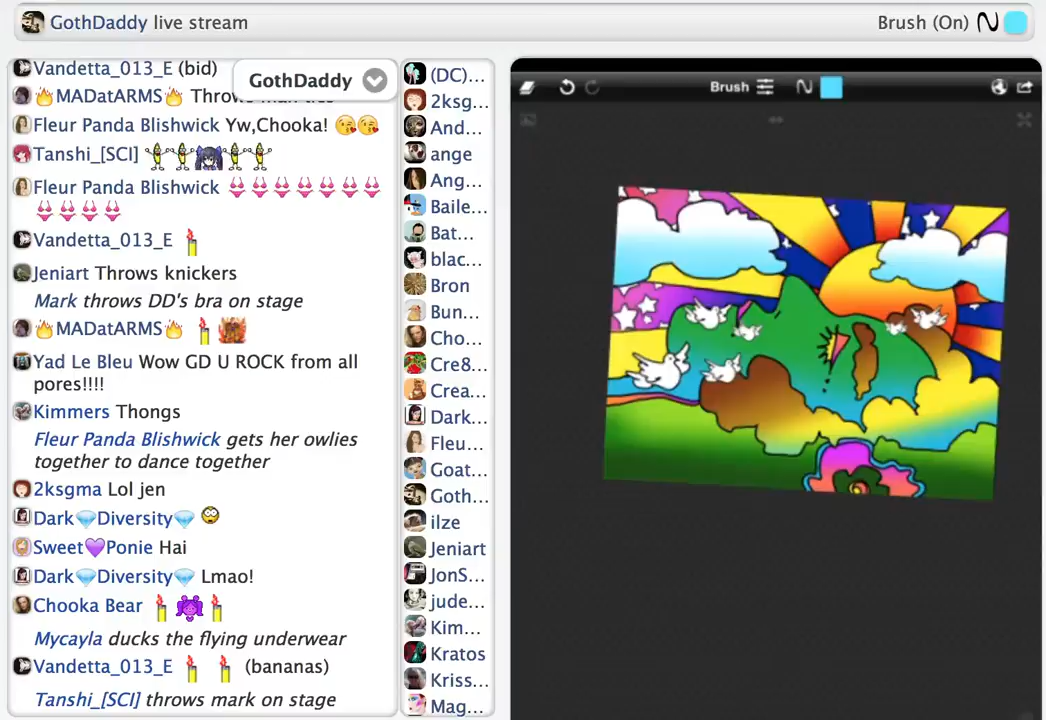 GothDaddy live stream
Brush (On)
Vandetta_013_E (bid)
GothDaddy
MADatARMS Throws
Fleur Panda Blishwick Yw,Chooka!
Tanshi_[SCI]
Fleur Panda Blishwick
Vandetta_013_E
Jeniart Throws knickers
Mark throws DD's bra on stage
MADatARMS
Yad Le Bleu Wow GD U ROCK from all
pores!!!!
Kimmers Thongs
Fleur Panda Blishwick gets her owlies
together to dance together
2ksgma Lol jen
Dark Diversity
Sweet Ponie Hai
Dark Diversity Lmao!
Chooka Bear
Mycayla ducks the flying underwear
Vandetta_013_E (bananas)
Tanshi_[SCI] throws mark on stage
(DC)...
2ksg...
And...
ange
Ang...
Baile...
Bat...
blac...
Bron
Bun...
Cho...
Cre8...
Crea...
Dark...
Fleu...
Goat...
Goth...
ilze
Jeniart
JonS...
jude...
Kim...
Kratos
Kriss...
Mag...
Brush